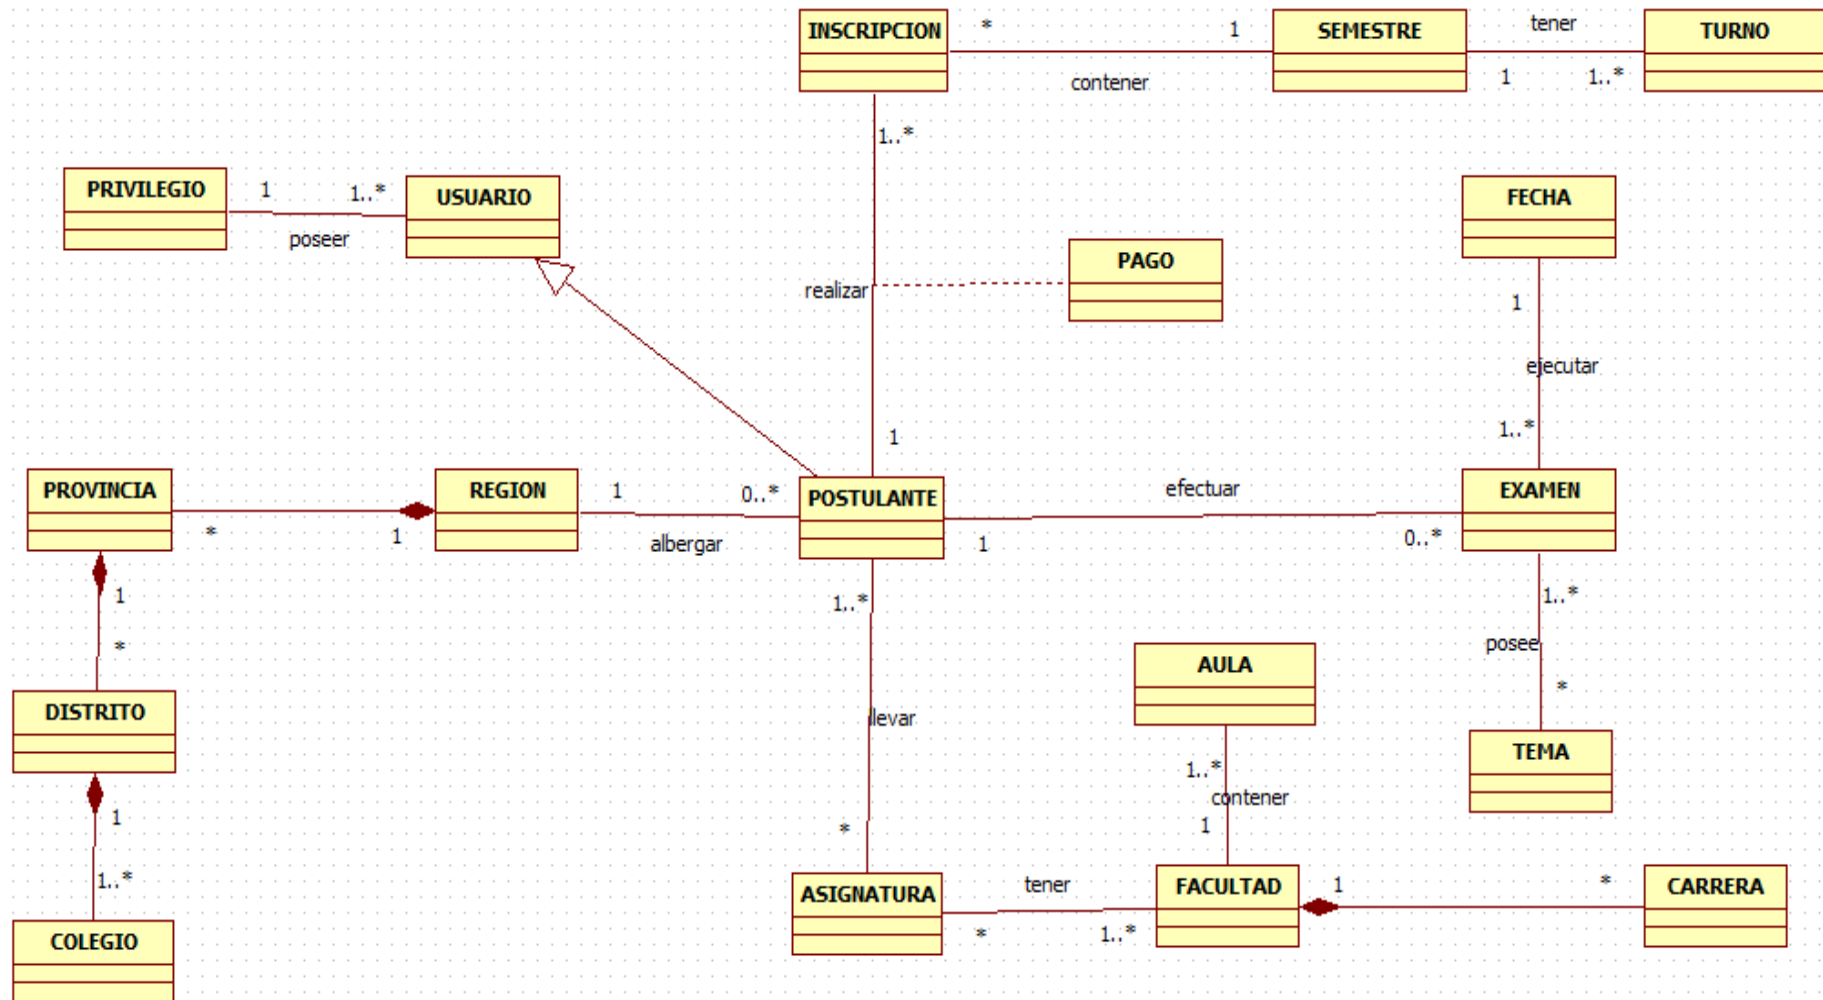 INSCRIPCION
*
1
contener
SEMESTRE
tener
1
1..*
TURNO
1..*
PRIVILEGIO
1
1..*
poseer
USUARIO
FECHA
PAGO
realizar
1
ejecutar
1..*
1
PROVINCIA
*
1
REGION
1
0..*
albergar
POSTULANTE
efectuar
1
0..*
EXAMEN
1
*
1..*
1..*
posee
*
AULA
DISTRITO
llevar
TEMA
1..*
contener
1
1
*
1..*
COLEGIO
ASIGNATURA
tener
*
1..*
FACULTAD
1
*
CARRERA